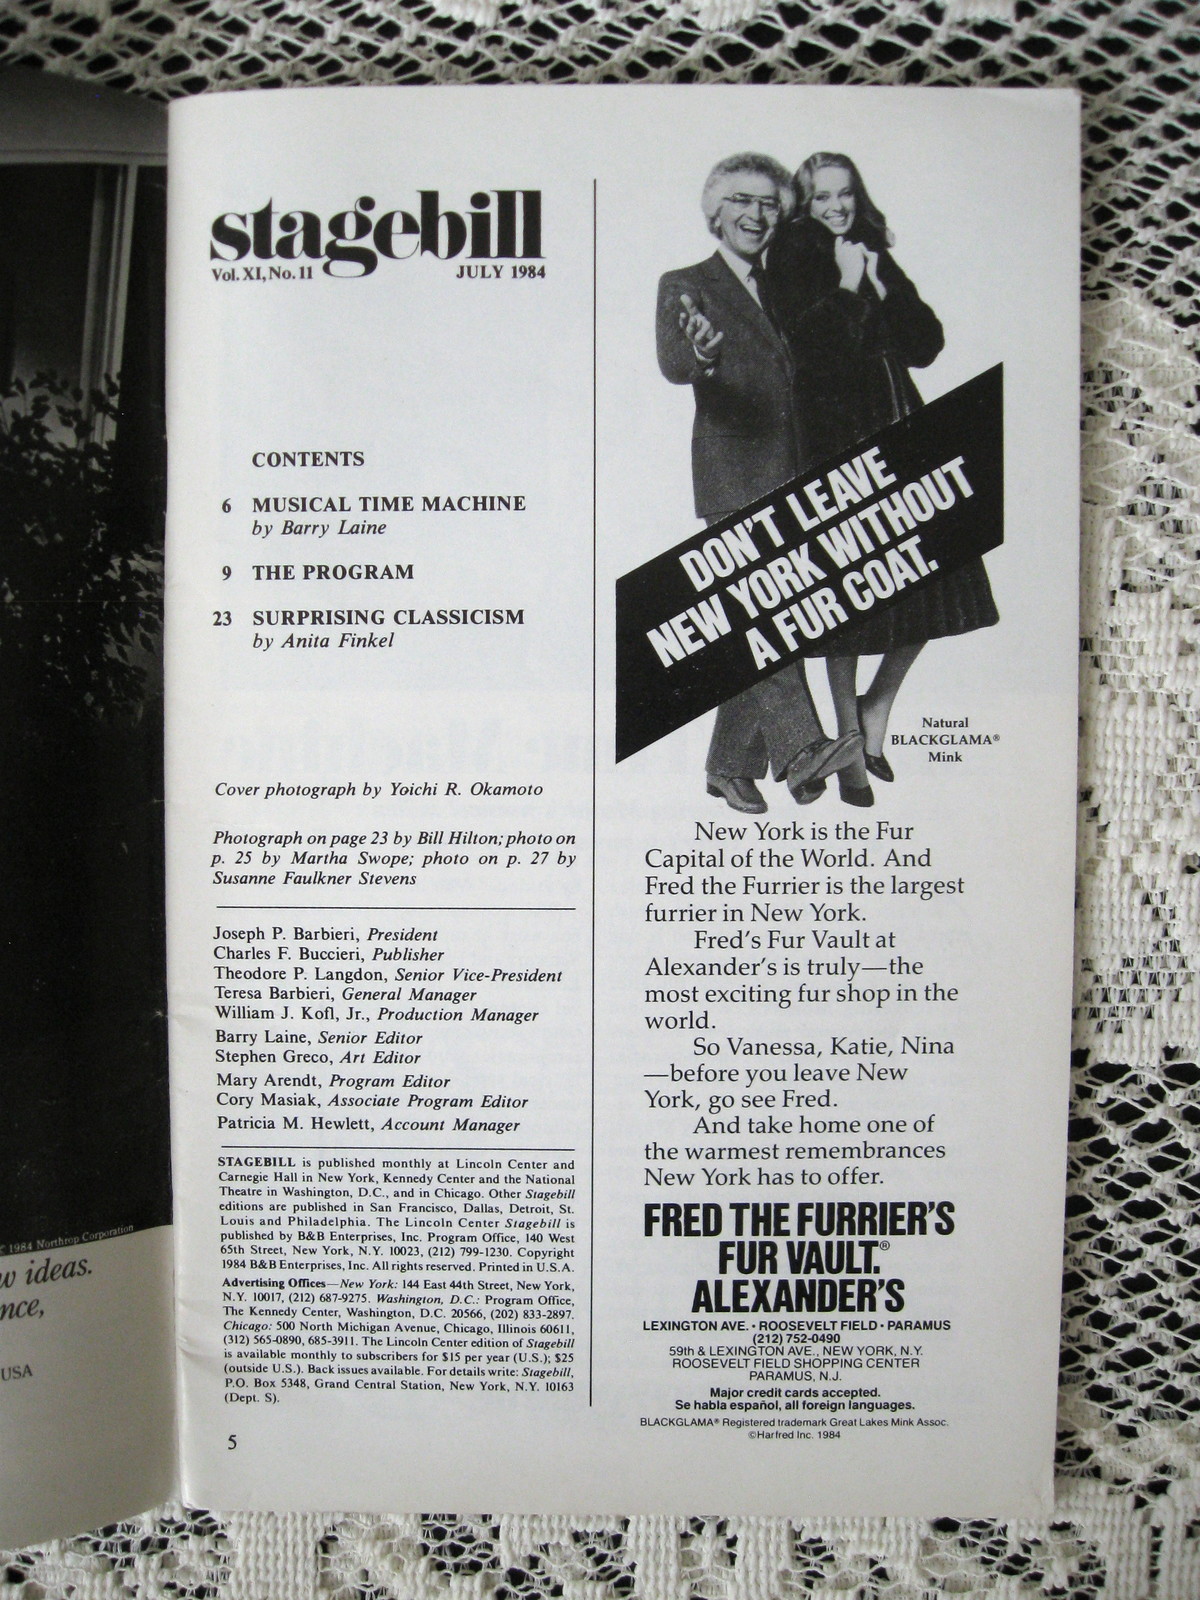 © 1984 Northrop Corporation
ideas.
USA
stagebill
Vol. XI, No. 11 JULY 1984
CONTENTS
6 MUSICAL TIME MACHINE
by Barry Laine
9 THE PROGRAM
23 SURPRISING CLASSICISM
by Anita Finkel
Cover photograph by Yoichi R. Okamoto
Photograph on page 23 by Bill Hilton; photo on
p. 25 by Martha Swope; photo on p. 27 by
Susanne Faulkner Stevens
Joseph P. Barbieri, President
Charles F. Buccieri, Publisher
Theodore P. Langdon, Senior Vice-President
Teresa Barbieri, General Manager
William J. Kofl, Jr., Production Manager
Barry Laine, Senior Editor
Stephen Greco, Art Editor
Mary Arendt, Program Editor
Cory Masiak, Associate Program Editor
Patricia M. Hewlett, Account Manager
STAGEBILL is published monthly at Lincoln Center and
Carnegie Hall in New York, Kennedy Center and the National
Theatre in Washington, D.C., and in Chicago. Other Stagebill
editions are published in San Francisco, Dallas, Detroit, St.
Louis and Philadelphia. The Lincoln Center Stagebill is
published by B&B Enterprises, Inc. Program Office, 140 West
65th Street, New York, N.Y. 10023, (212) 799-1230. Copyright
1984 B&B Enterprises, Inc. All rights reserved. Printed in U.S.A.
Advertising Offices—New York: 144 East 44th Street, New York,
N.Y. 10017, (212) 687-9275. Washington, D.C.: Program Office,
The Kennedy Center, Washington, D.C. 20566, (202) 833-2897.
Chicago: 500 North Michigan Avenue, Chicago, Illinois 60611,
(312) 565-0890, 685-3911. The Lincoln Center edition of Stagebill
is available monthly to subscribers for $15 per year (U.S.); $25
(outside U.S.). Back issues available. For details write: Stagebill,
P.O. Box 5348, Grand Central Station, New York, N.Y. 10163
(Dept. S).
5
DON'T LEAVE
NEW YORK WITHOUT
A FUR COAT.
Natural
BLACKGLAMA®
Mink
New York is the Fur
Capital of the World. And
Fred the Furrier is the largest
furrier in New York.
Fred's Fur Vault at
Alexander's is truly—the
most exciting fur shop in the
world.
So Vanessa, Katie, Nina
—before you leave New
York, go see Fred.
And take home one of
the warmest remembrances
New York has to offer.
FRED THE FURRIER'S
FUR VAULT.®
ALEXANDER'S
LEXINGTON AVE. • ROOSEVELT FIELD • PARAMUS
(212) 752-0490
59th & LEXINGTON AVE., NEW YORK, N.Y.
ROOSEVELT FIELD SHOPPING CENTER
PARAMUS, N.J.
Major credit cards accepted.
Se habla español, all foreign languages.
BLACKGLAMA® Registered trademark Great Lakes Mink Assoc.
©Harfred Inc. 1984